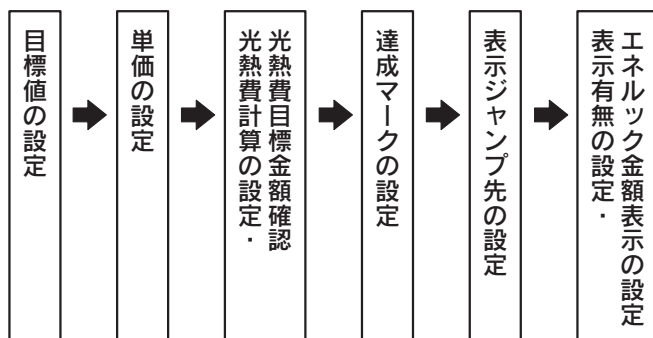 目標値の設定
単価の設定
光熱費計算の設定・
光熱費目標金額確認
達成マークの設定
表示ジャンプ先の設定
表示有無の設定・
エネルック金額表示の設定